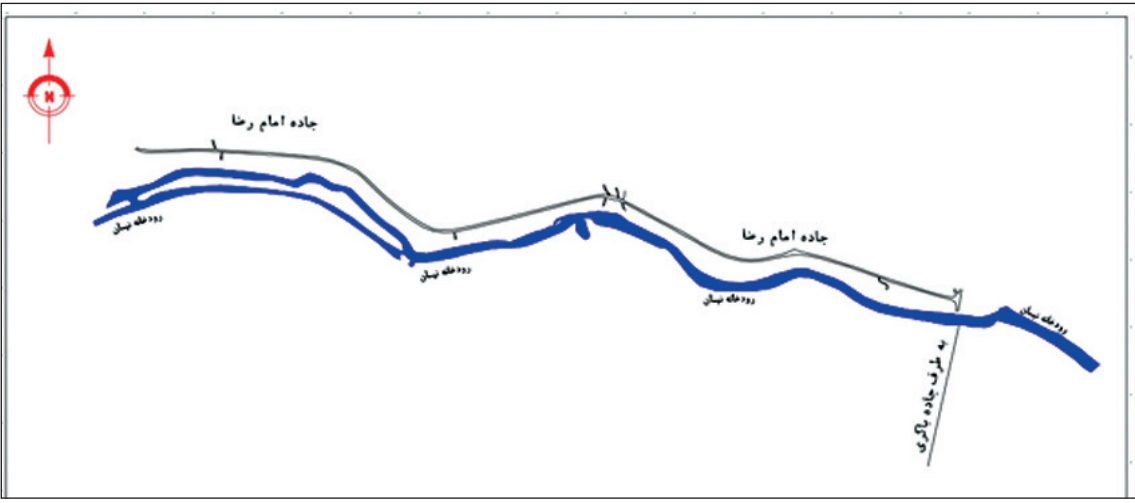 جاده امام رضا
رودخانه نیسان
رودخانه نیسان
جاده امام رضا
رودخانه نیسان
رودخانه نیسان
به طرف جاده باکری
N